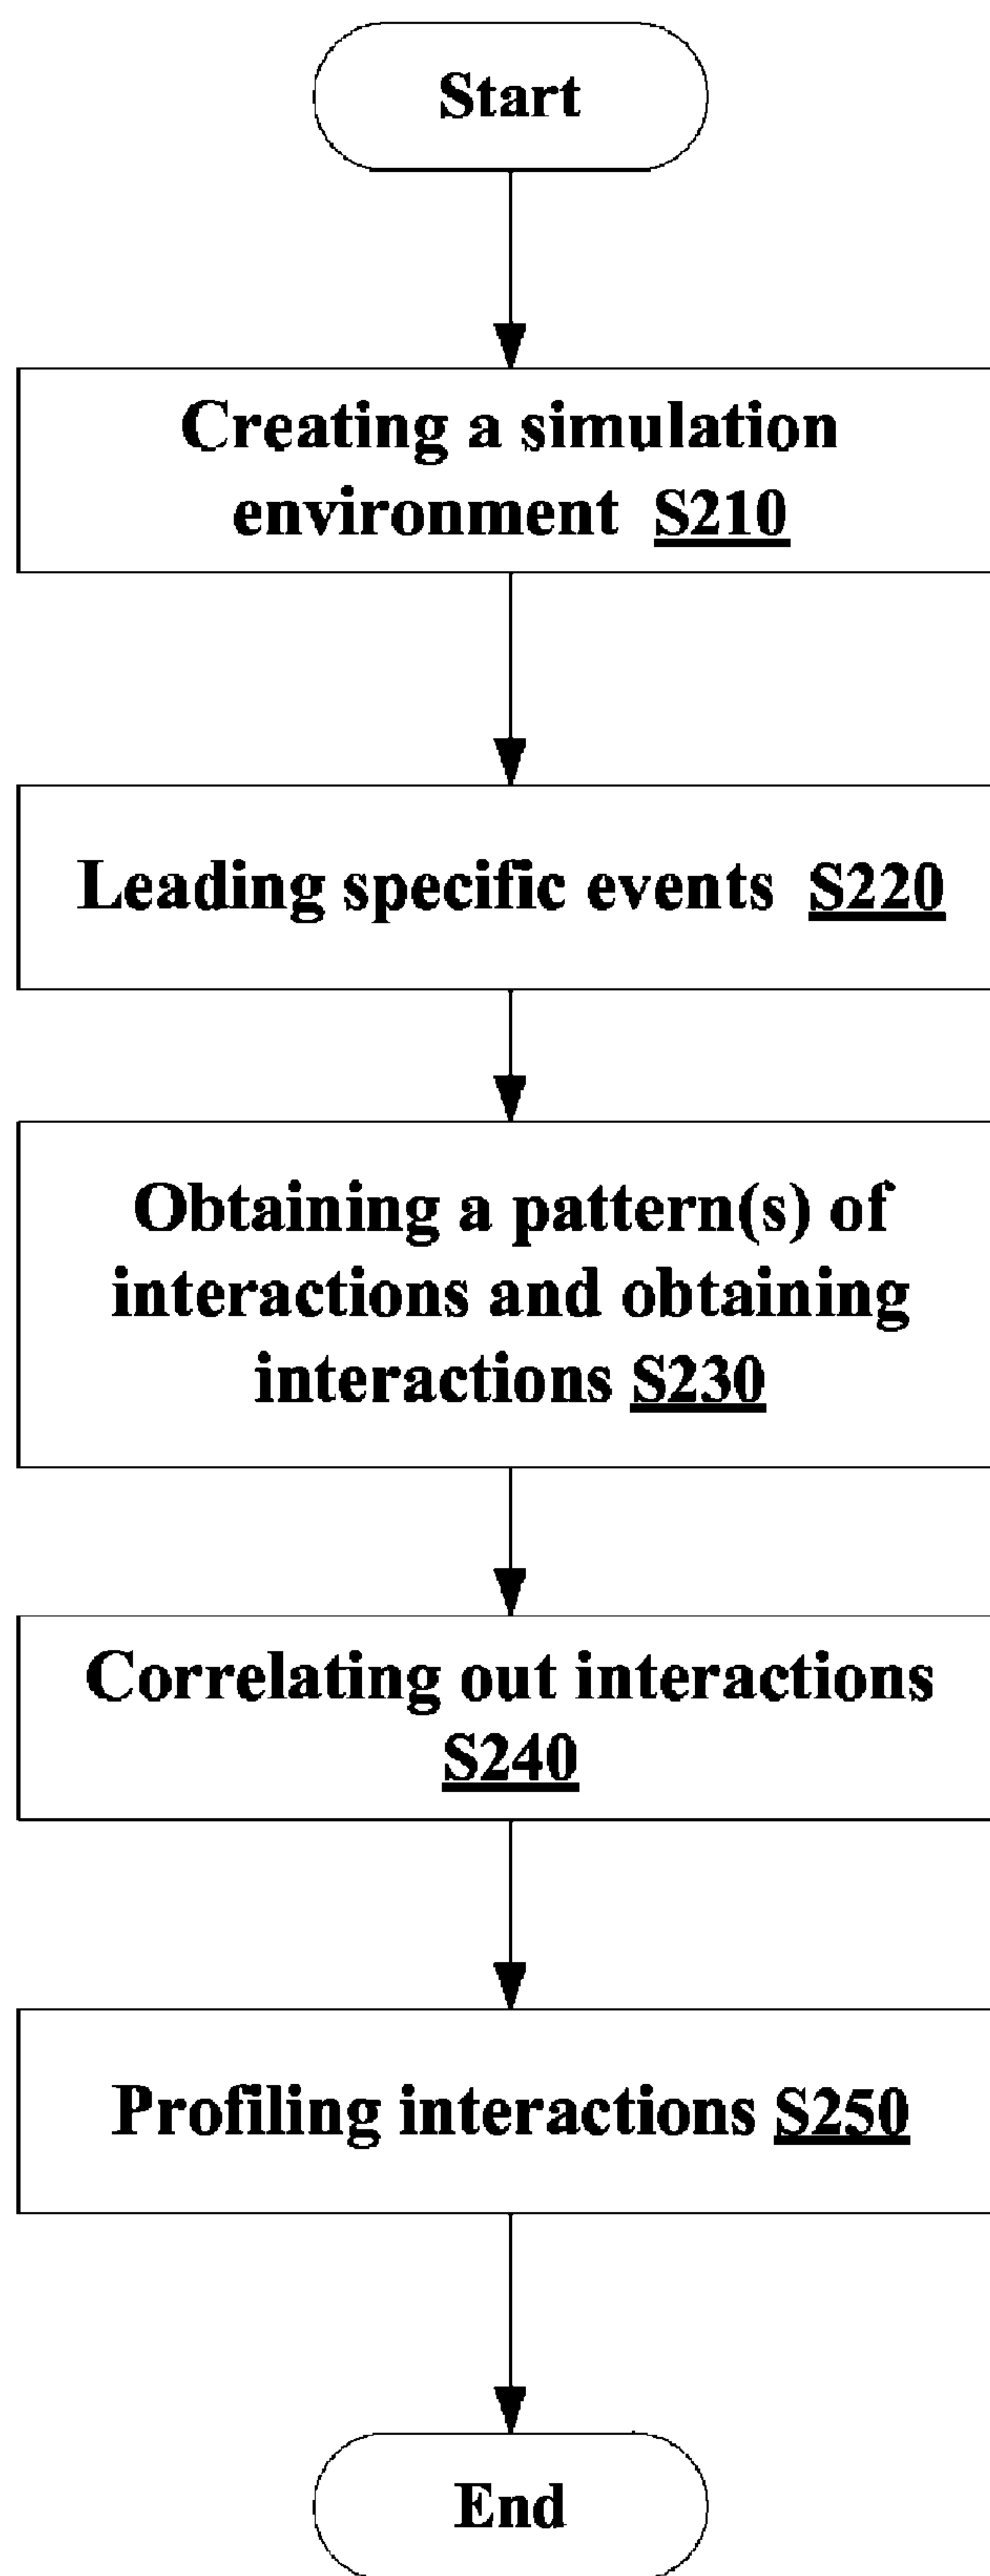 Start
Creating a simulation
environment S210
Leading specific events S220
Obtaining a pattern(s) of
interactions and obtaining
interactions S230
Correlating out interactions
S240
Profiling interactions S250
End